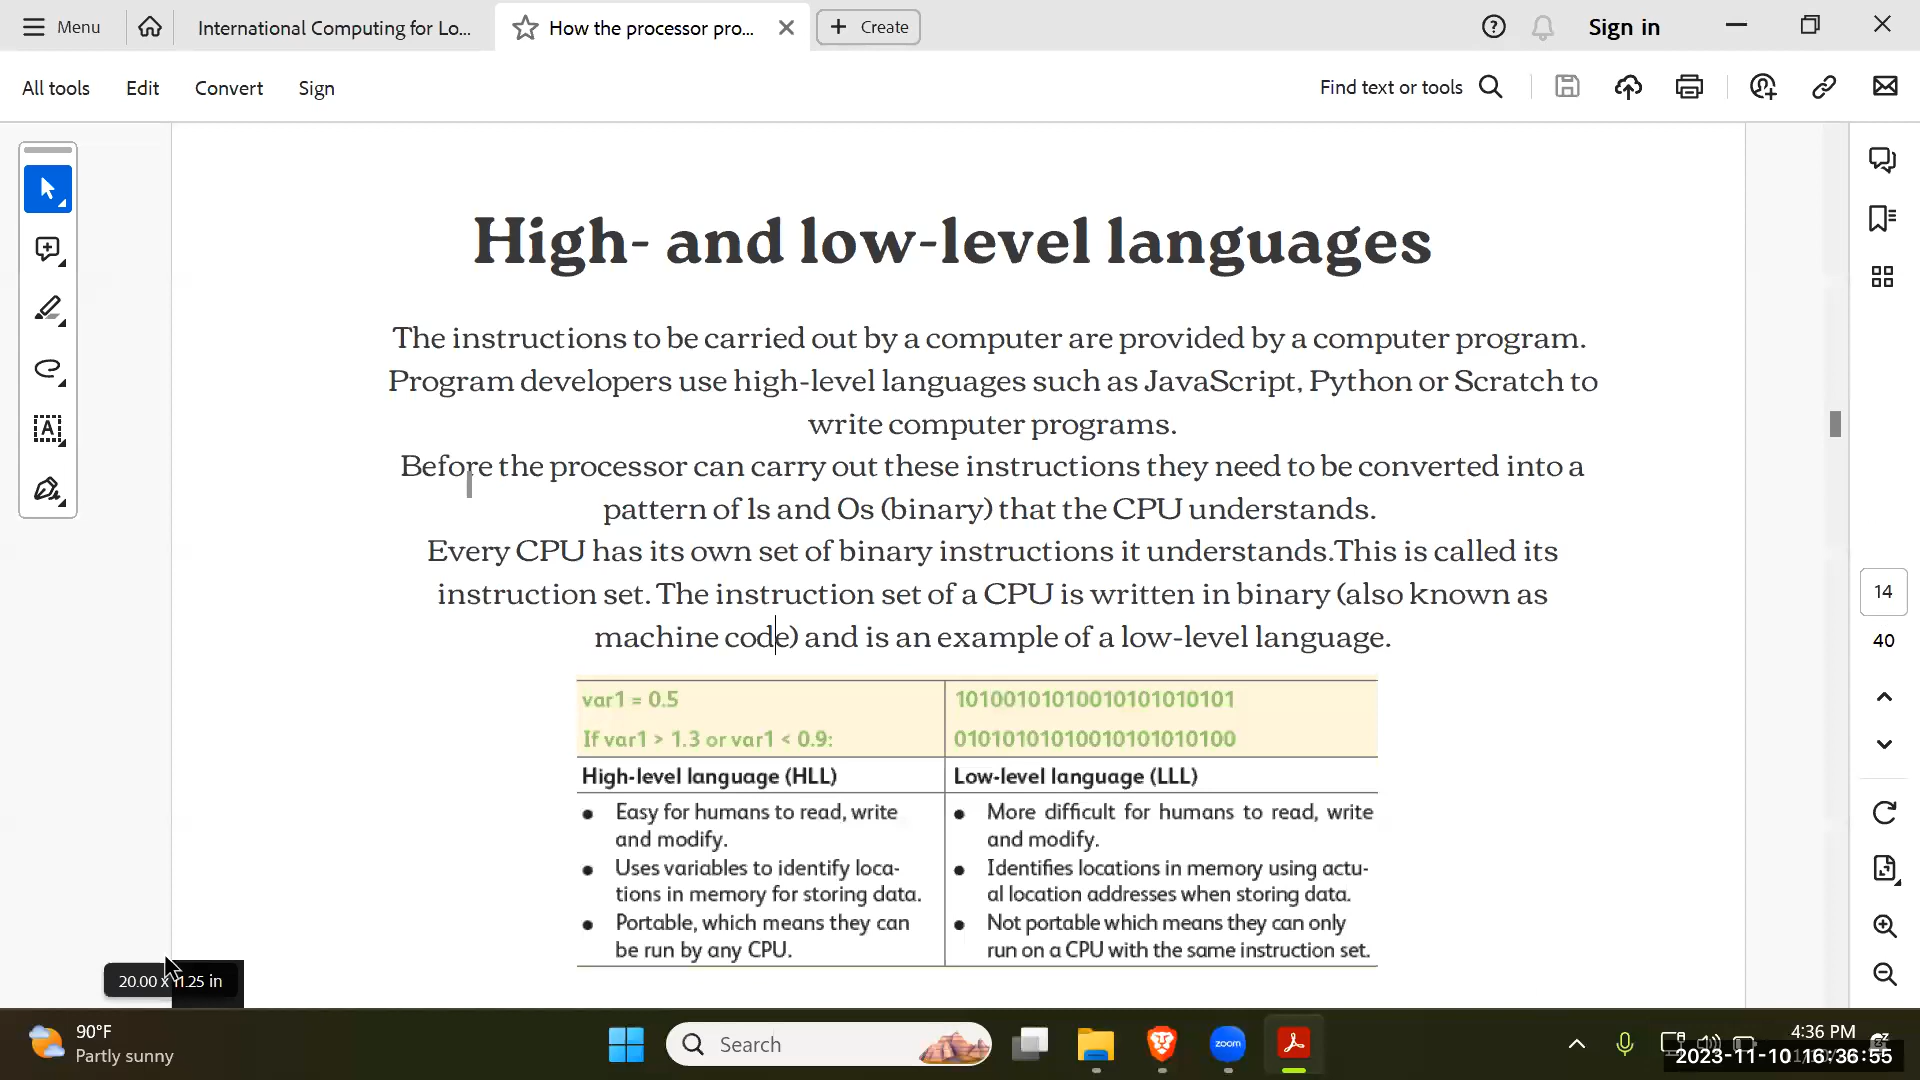 Menu
International Computing for Lo...
How the processor pro...
Create
Sign in
All tools
Edit
Convert
Sign
Find text or tools
High- and low-level languages
The instructions to be carried out by a computer are provided by a computer program.
Program developers use high-level languages such as JavaScript, Python or Scratch to
write computer programs.
Before the processor can carry out these instructions they need to be converted into a
pattern of ls and Os (binary) that the CPU understands.
Every CPU has its own set of binary instructions it understands.This is called its
instruction set. The instruction set of a CPU is written in binary (also known as
machine code) and is an example of a low-level language.
var1 = 0.5
If var1 > 1.3 or var1 < 0.9:
10100101010010101010101
01010101010010101010100
High-level language (HLL)
Low-level language (LLL)
• Easy for humans to read, write
and modify.
• Uses variables to identify loca-
tions in memory for storing data.
• Portable, which means they can
be run by any CPU.
• More difficult for humans to read, write
and modify.
• Identifies locations in memory using actu-
al location addresses when storing data.
• Not portable which means they can only
run on a CPU with the same instruction set.
14
40
20.00 x 11.25 in
90°F
Partly sunny
Search
zoom
4:36 PM
2023-11-10 16:36:55